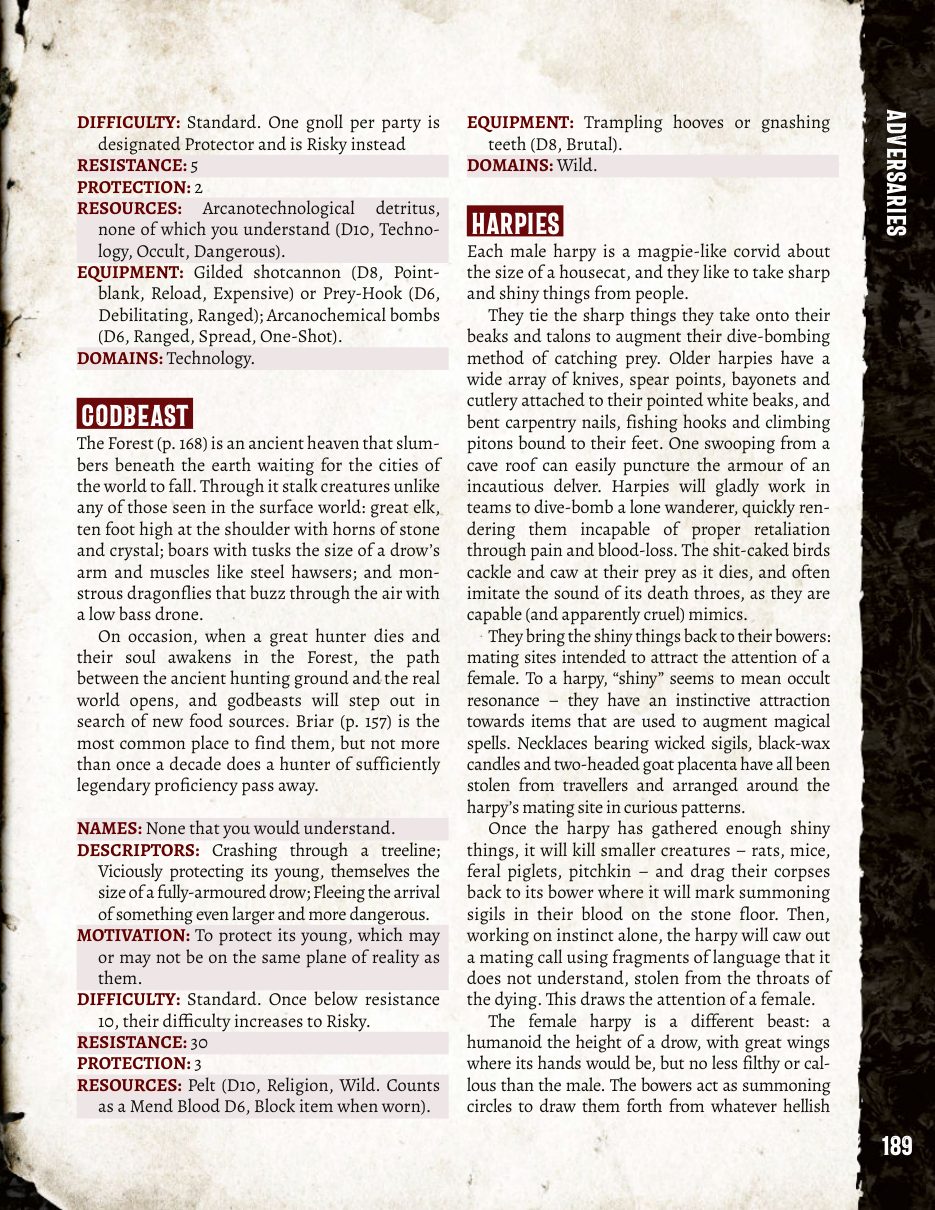 DIFFICULTY: Standard. One gnoll per party is
designated Protector and is Risky instead
RESISTANCE: 5
PROTECTION: 2
RESOURCES: Arcanotechnological detritus,
none of which you understand (D10, Techno-
logy, Occult, Dangerous).
EQUIPMENT: Gilded shotcannon (D8, Point-
blank, Reload, Expensive) or Prey-Hook (D6,
Debilitating, Ranged); Arcanochemical bombs
(D6, Ranged, Spread, One-Shot).
DOMAINS: Technology.
GODBEAST
The Forest (p. 168) is an ancient heaven that slum-
bers beneath the earth waiting for the cities of
the world to fall. Through it stalk creatures unlike
any of those seen in the surface world: great elk,
ten foot high at the shoulder with horns of stone
and crystal; boars with tusks the size of a drow's
arm and muscles like steel hawsers; and mon-
strous dragonflies that buzz through the air with
a low bass drone.
On occasion, when a great hunter dies and
their soul awakens in the Forest, the path
between the ancient hunting ground and the real
world opens, and godbeasts will step out in
search of new food sources. Briar (p. 157) is the
most common place to find them, but not more
than once a decade does a hunter of sufficiently
legendary proficiency pass away.
NAMES: None that you would understand.
DESCRIPTORS: Crashing through a treeline;
Viciously protecting its young, themselves the
size of a fully-armoured drow; Fleeing the arrival
of something even larger and more dangerous.
MOTIVATION: To protect its young, which may
or may not be on the same plane of reality as
them.
DIFFICULTY: Standard. Once below resistance
10, their difficulty increases to Risky.
RESISTANCE: 30
PROTECTION: 3
RESOURCES: Pelt (D10, Religion, Wild. Counts
as a Mend Blood D6, Block item when worn).
EQUIPMENT: Trampling hooves or gnashing
teeth (D8, Brutal).
DOMAINS: Wild.
HARPIES
Each male harpy is a magpie-like corvid about
the size of a housecat, and they like to take sharp
and shiny things from people.
They tie the sharp things they take onto their
beaks and talons to augment their dive-bombing
method of catching prey. Older harpies have a
wide array of knives, spear points, bayonets and
cutlery attached to their pointed white beaks, and
bent carpentry nails, fishing hooks and climbing
pitons bound to their feet. One swooping from a
cave roof can easily puncture the armour of an
incautious delver. Harpies will gladly work in
teams to dive-bomb a lone wanderer, quickly ren-
dering them incapable of proper retaliation
through pain and blood-loss. The shit-caked birds
cackle and caw at their prey as it dies, and often
imitate the sound of its death throes, as they are
capable (and apparently cruel) mimics.
They bring the shiny things back to their bowers:
mating sites intended to attract the attention of a
female. To a harpy, “shiny” seems to mean occult
resonance – they have an instinctive attraction
towards items that are used to augment magical
spells. Necklaces bearing wicked sigils, black-wax
candles and two-headed goat placenta have all been
stolen from travellers and arranged around the
harpy's mating site in curious patterns.
Once the harpy has gathered enough shiny
things, it will kill smaller creatures – rats, mice,
feral piglets, pitchkin – and drag their corpses
back to its bower where it will mark summoning
sigils in their blood on the stone floor. Then,
working on instinct alone, the harpy will caw out
a mating call using fragments of language that it
does not understand, stolen from the throats of
the dying. This draws the attention of a female.
The female harpy is a different beast: a
humanoid the height of a drow, with great wings
where its hands would be, but no less filthy or cal-
lous than the male. The bowers act as summoning
circles to draw them forth from whatever hellish
ADVERSARIES
189